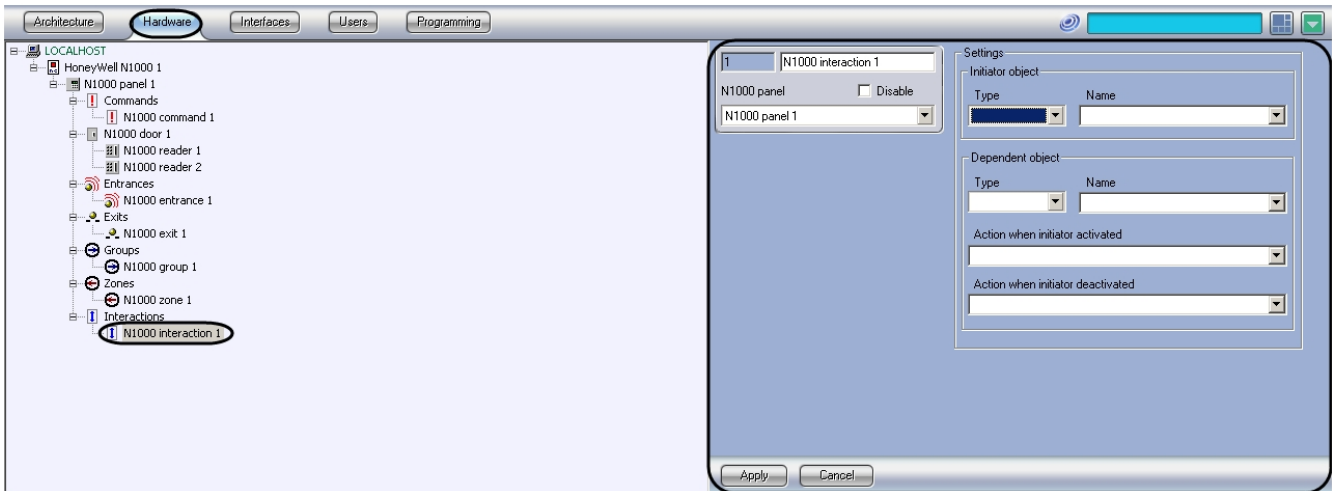 Architecture Hardware Interfaces Users Programming
LOCALHOST
HoneyWell N1000 1
N1000 panel 1
Commands
N1000 command 1
N1000 door 1
N1000 reader 1
N1000 reader 2
Entrances
N1000 entrance 1
Exits
N1000 exit 1
Groups
N1000 group 1
Zones
N1000 zone 1
Interactions
N1000 interaction 1
1 N1000 interaction 1
N1000 panel Disable
N1000 panel 1
Settings
Initiator object
Type Name
Dependent object
Type Name
Action when initiator activated
Action when initiator deactivated
Apply Cancel